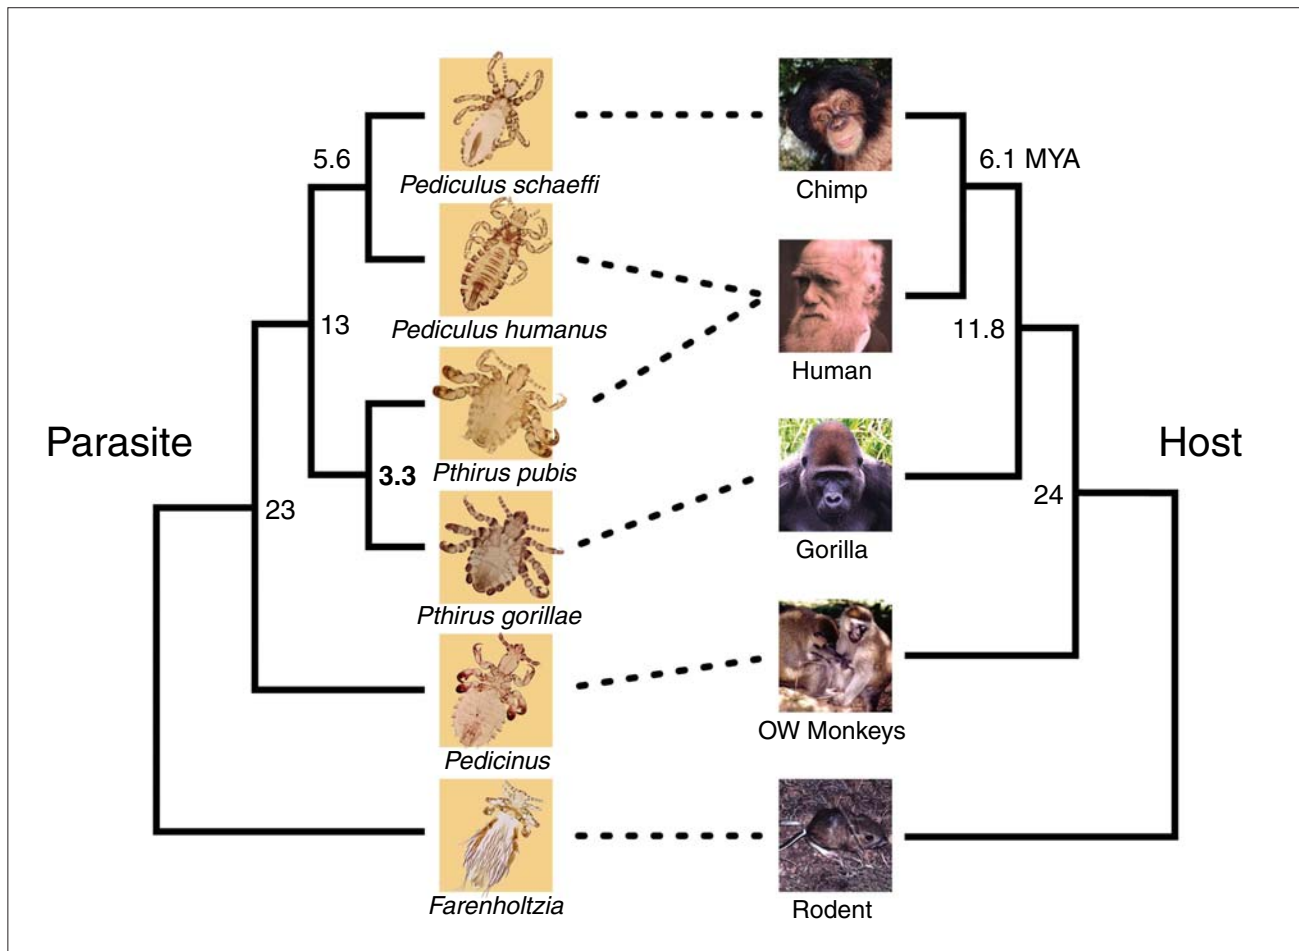 5.6
Pediculus schaeffi
Chimp
6.1 MYA
13
Pediculus humanus
Human
11.8
Parasite
3.3
Pthirus pubis
Host
23
Pthirus gorillae
Gorilla
24
Pedicinus
OW Monkeys
Farenholtzia
Rodent